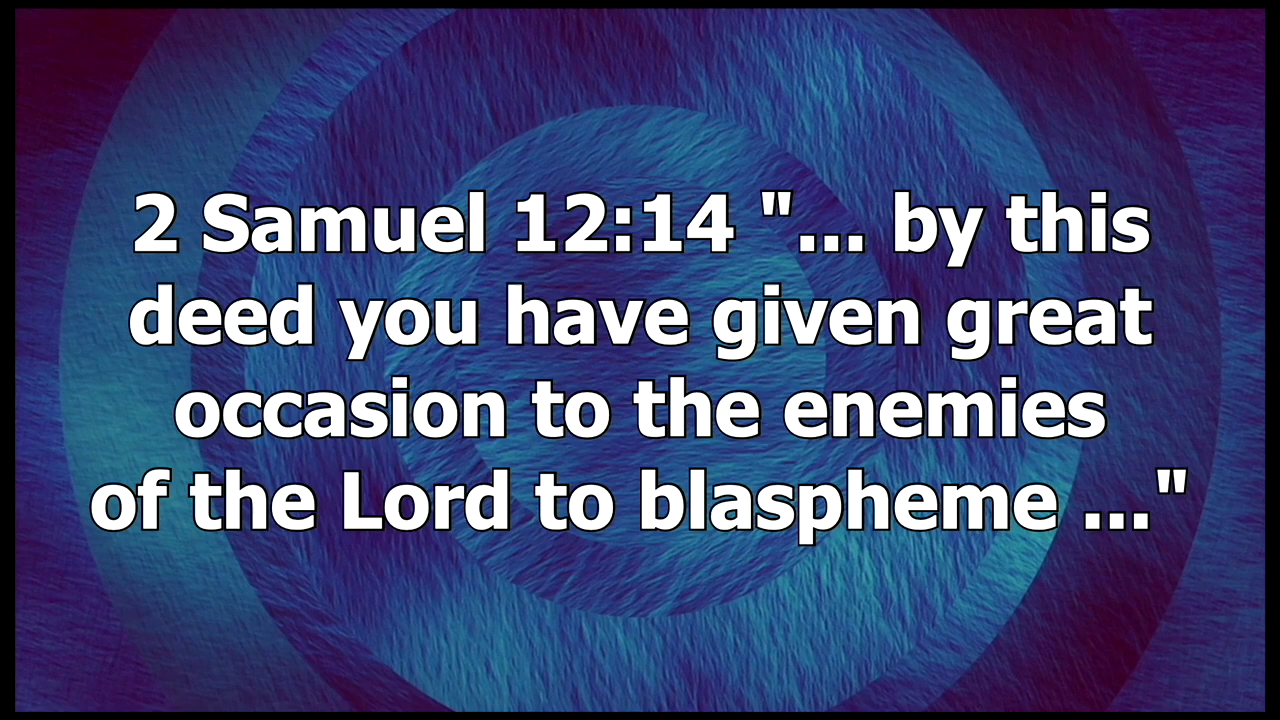 2 Samuel 12:14 "... by this
deed you have given great
occasion to the enemies
of the Lord to blaspheme ..."